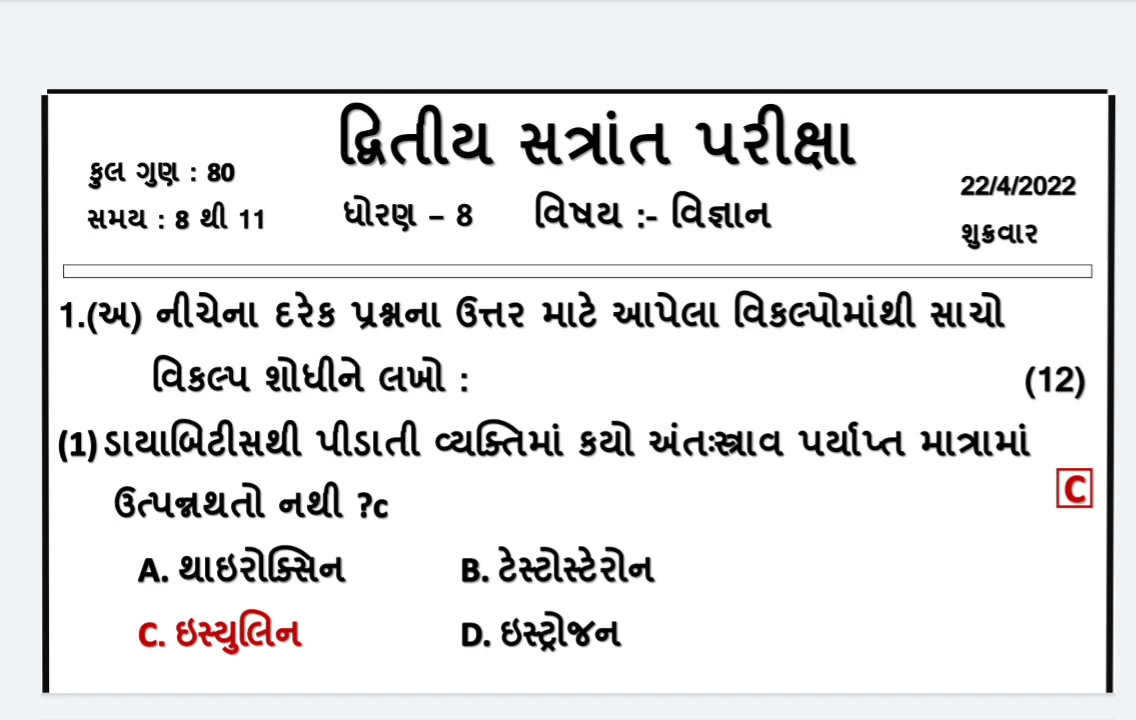 દ્વિતીય સત્રાંત પરીક્ષા
કુલ ગુણ : 80
22/4/2022
સમય : 8 થી 11 ધોરણ – 8 વિષય :- વિજ્ઞાન
શુક્રવાર
1.(અ) નીચેના દરેક પ્રશ્નના ઉત્તર માટે આપેલા વિકલ્પોમાંથી સાચો
વિકલ્પ શોધીને લખો : (12)
(1) ડાયાબિટીસથી પીડાતી વ્યક્તિમાં કયો અંતઃસ્ત્રાવ પર્યાપ્ત માત્રામાં
ઉત્પન્નથતો નથી ?c C
A. થાઇરોક્સિન B. ટેસ્ટોસ્ટેરોન
C. ઇસ્યુલિન D. ઇસ્ટ્રોજન